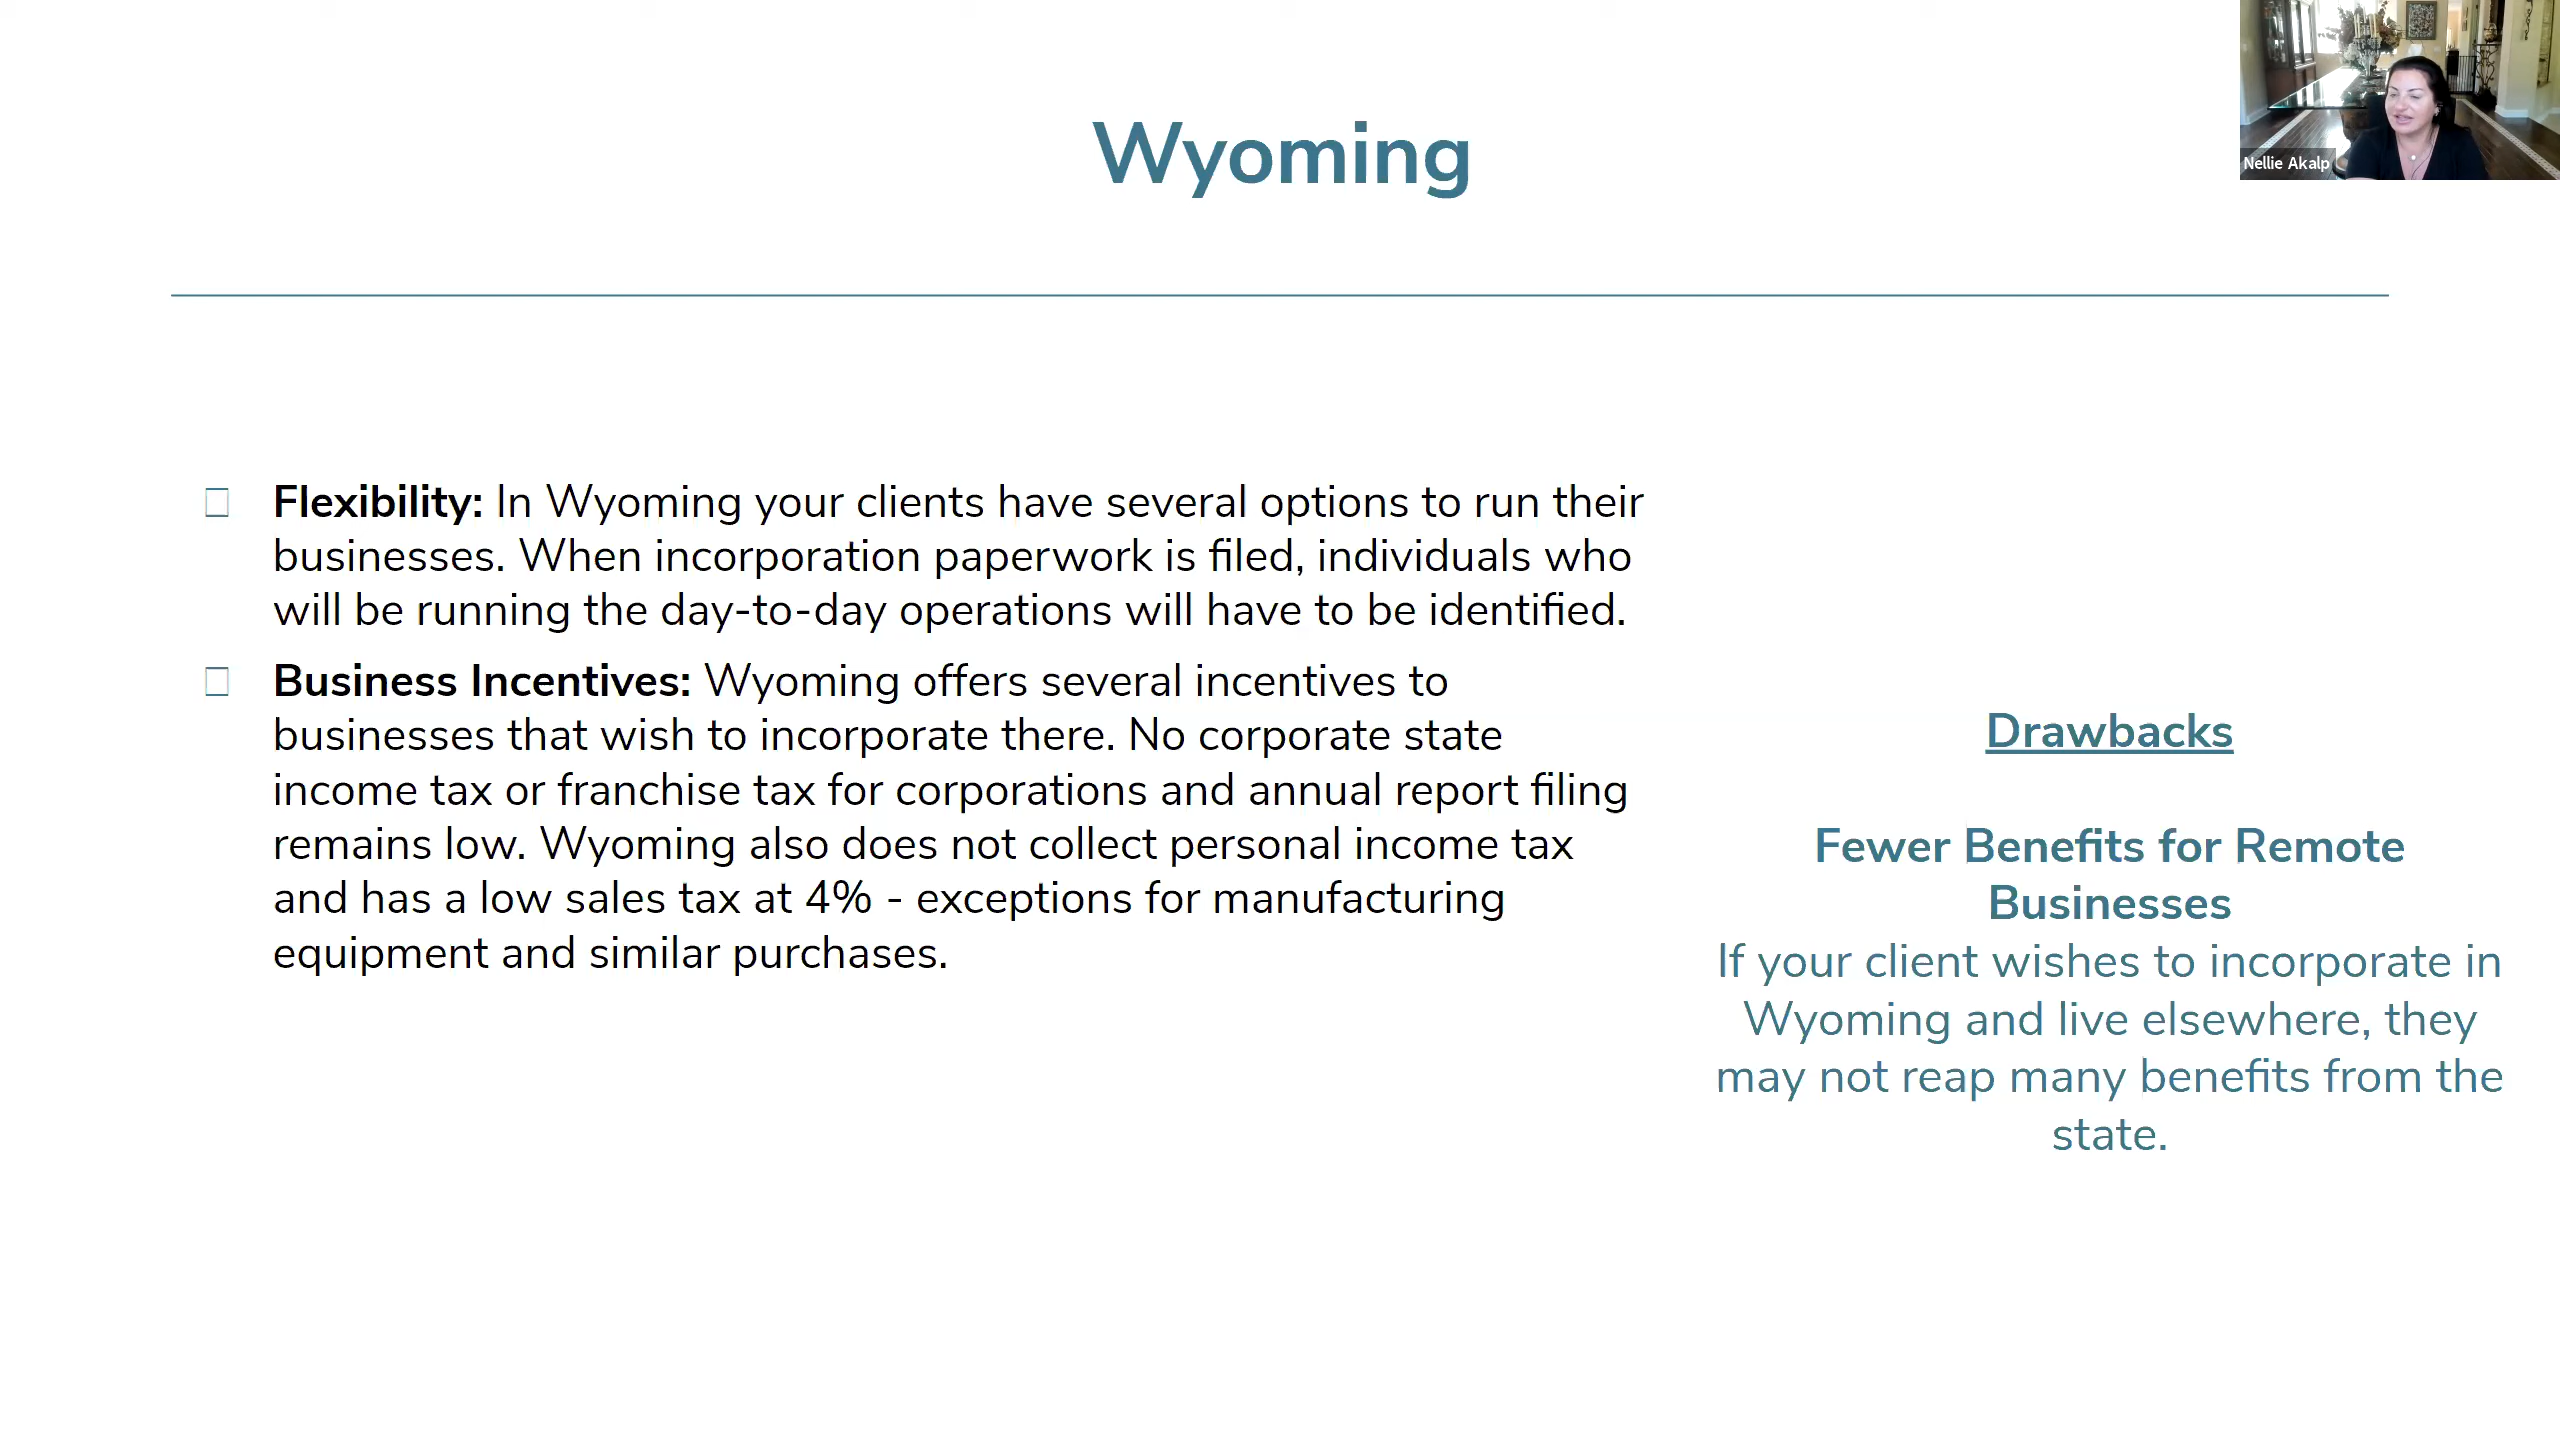 Wyoming
Nellie Akalp
Flexibility: In Wyoming your clients have several options to run their
businesses. When incorporation paperwork is filed, individuals who
will be running the day-to-day operations will have to be identified.
Business Incentives: Wyoming offers several incentives to
businesses that wish to incorporate there. No corporate state
income tax or franchise tax for corporations and annual report filing
remains low. Wyoming also does not collect personal income tax
and has a low sales tax at 4% - exceptions for manufacturing
equipment and similar purchases.
Drawbacks
Fewer Benefits for Remote
Businesses
If your client wishes to incorporate in
Wyoming and live elsewhere, they
may not reap many benefits from the
state.